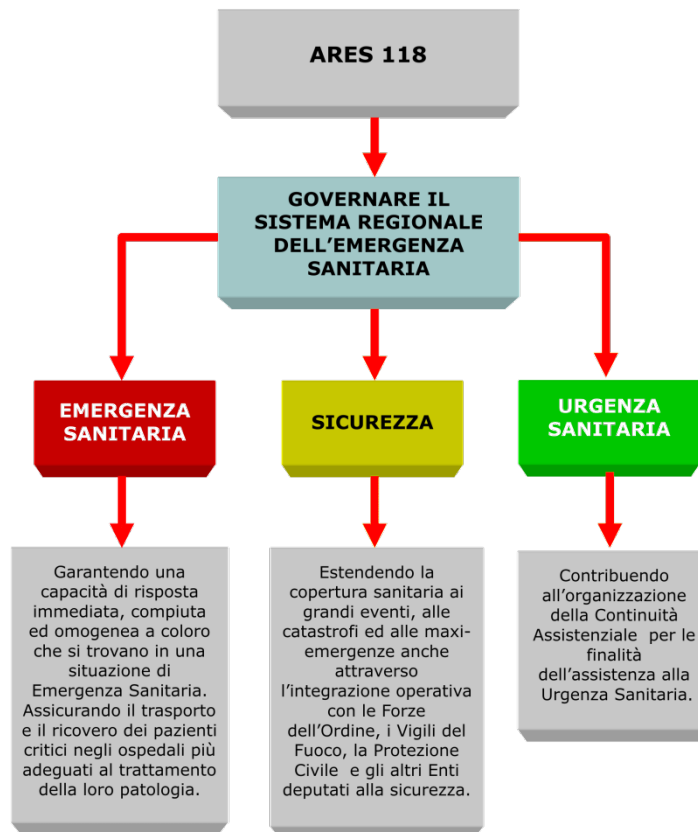 ARES 118
GOVERNARE IL
SISTEMA REGIONALE
DELL'EMERGENZA
SANITARIA
EMERGENZA
SANITARIA
SICUREZZA
URGENZA
SANITARIA
Garantendo una
capacità di risposta
immediata, compiuta
ed omogenea a coloro
che si trovano in una
situazione di
Emergenza Sanitaria.
Assicurando il trasporto
e il ricovero dei pazienti
critici negli ospedali più
adeguati al trattamento
della loro patologia.
Estendendo la
copertura sanitaria ai
grandi eventi, alle
catastrofi ed alle maxi-
emergenze anche
attraverso
l'integrazione operativa
con le Forze
dell'Ordine, i Vigili del
Fuoco, la Protezione
Civile e gli altri Enti
deputati alla sicurezza.
Contribuendo
all'organizzazione
della Continuità
Assistenziale per le
finalità
dell'assistenza alla
Urgenza Sanitaria.